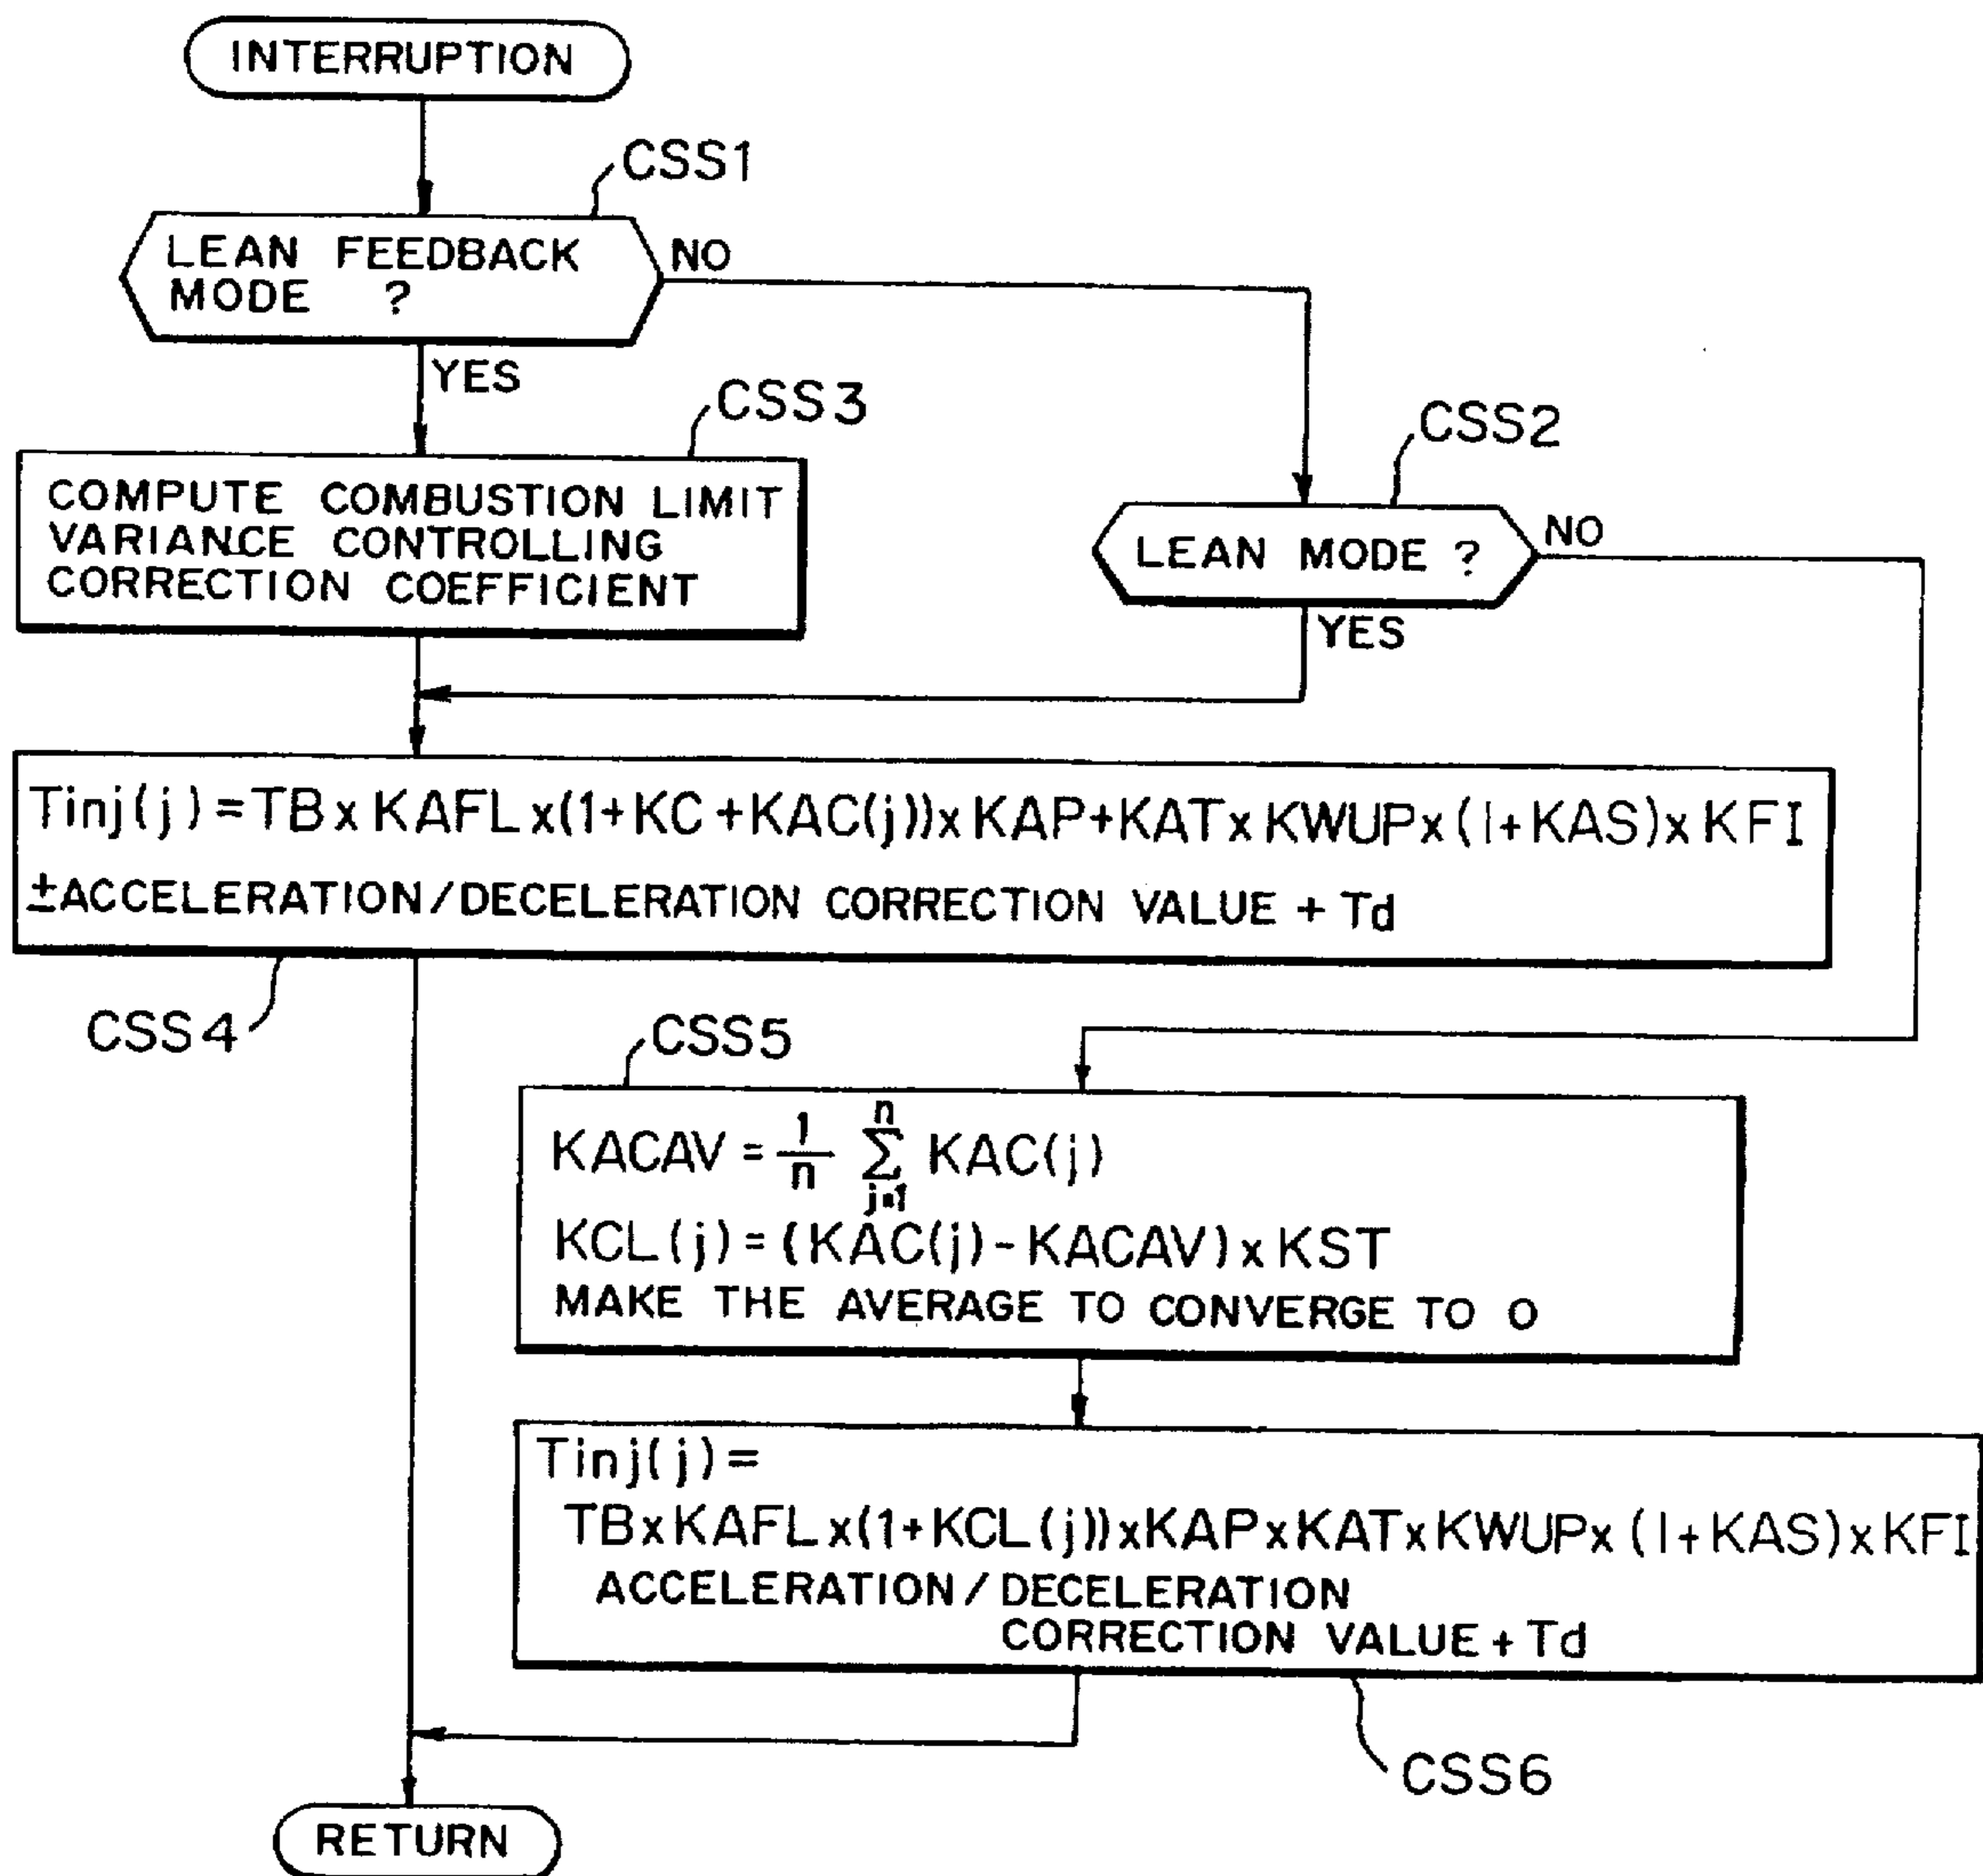 INTERRUPTION
CSS1
LEAN FEEDBACK
MODE ?
NO
YES
CSS3
CSS2
COMPUTE COMBUSTION LIMIT
VARIANCE CONTROLLING
CORRECTION COEFFICIENT
LEAN MODE ?
NO
YES
Tinj(j)=TBxKAFLx(1+KC+KAC(j))xKAP+KATxKWUPx(1+KAS)xKFI
±ACCELERATION/DECELERATION CORRECTION VALUE + Td
CSS4
CSS5
KACAV = 1/n n∑j=1 KAC(j)
KCL(j)=(KAC(j)-KACAV)xKST
MAKE THE AVERAGE TO CONVERGE TO 0
Tinj(j)=
TBxKAFLx(1+KCL(j))xKAPxKATxKWUPx(1+KAS)xKFI
ACCELERATION/DECELERATION
CORRECTION VALUE + Td
CSS6
RETURN